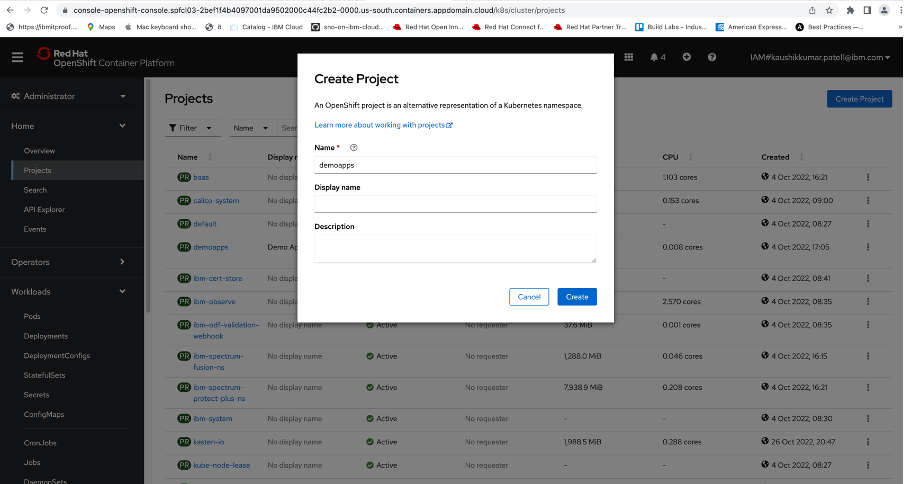 console-openshift-console.spfcl03-2bef1f4b4097001da9502000c44fc2b2-0000.us-south.containers.appdomain.cloud/k8s/cluster/projects
https://ibmitproof....
Maps
Mac keyboard sho...
Catalog - IBM Cloud
sno-on-ibm-cloud...
Red Hat Open Inn...
Red Hat Connect f...
Red Hat Partner Tr...
Build Labs - Indus...
American Express...
Best Practices —...
Red Hat
OpenShift Container Platform
4
IAM#kaushikkumar.patell@ibm.com
Administrator
Home
Overview
Projects
Search
API Explorer
Events
Operators
Workloads
Pods
Deployments
DeploymentConfigs
StatefulSets
Secrets
ConfigMaps
CronJobs
Jobs
DaemonSets
Projects
Create Project
Filter
Name
Sear
Name
Display n
CPU
Created
PR baas
No displa
1.103 cores
4 Oct 2022, 16:21
PR calico-system
No displa
0.153 cores
4 Oct 2022, 09:00
PR default
No displa
-
4 Oct 2022, 08:27
PR demoapps
Demo Ap
0.008 cores
4 Oct 2022, 17:05
PR ibm-cert-store
No displa
-
4 Oct 2022, 08:41
PR ibm-observe
No displa
2.570 cores
4 Oct 2022, 08:35
PR ibm-odf-validation-webhook
No display name
Active
No requester
37.6 MiB
0.001 cores
4 Oct 2022, 08:35
PR ibm-spectrum-fusion-ns
No display name
Active
No requester
1,288.0 MiB
0.046 cores
4 Oct 2022, 16:15
PR ibm-spectrum-protect-plus-ns
No display name
Active
No requester
7,938.9 MiB
0.208 cores
4 Oct 2022, 16:21
PR ibm-system
No display name
Active
No requester
-
-
4 Oct 2022, 08:30
PR kasten-io
No display name
Active
No requester
1,988.5 MiB
0.288 cores
26 Oct 2022, 20:47
PR kube-node-lease
No display name
Active
No requester
-
-
4 Oct 2022, 08:27
Create Project
An OpenShift project is an alternative representation of a Kubernetes namespace.
Learn more about working with projects
Name *
demoapps
Display name
Description
Cancel
Create